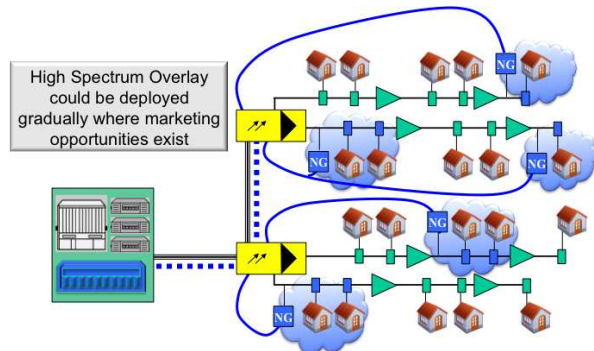 High Spectrum Overlay
could be deployed
gradually where marketing
opportunities exist
NG
NG
NG
NG
NG